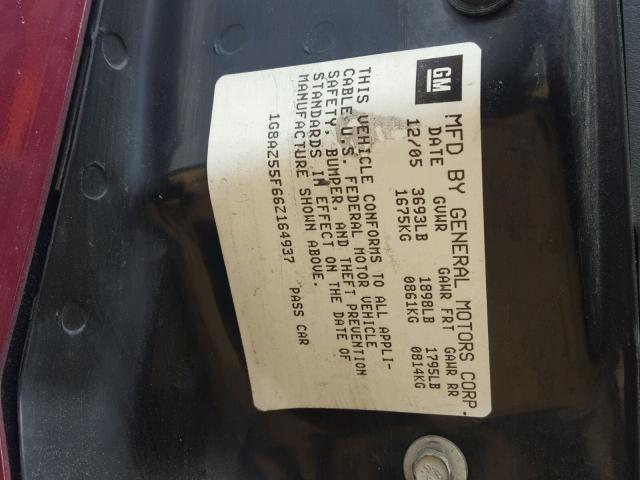 GM
MFD BY GENERAL MOTORS CORP.
DATE GVWR GAWR FRT GAWR RR
12/05 3693LB 1898LB 1795LB
1675KG 0861KG 0814KG
THIS VEHICLE CONFORMS TO ALL APPLI-
CABLE U.S. FEDERAL MOTOR VEHICLE
SAFETY, BUMPER, AND THEFT PREVENTION
STANDARDS IN EFFECT ON THE DATE OF
MANUFACTURE SHOWN ABOVE.
1G8AZ55F66Z164937 PASS CAR